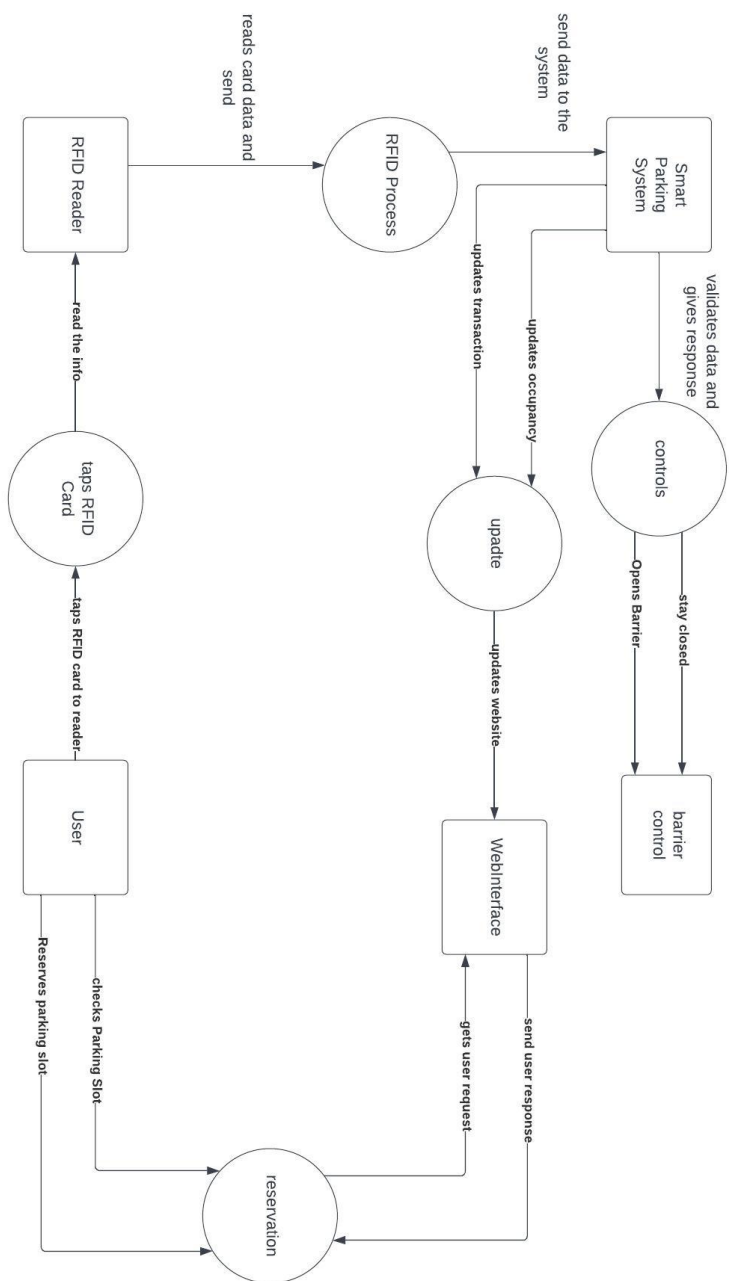 validates data and
gives response
send data to the
system
Smart
Parking
System
controls
stay closed
Opens Barrier
barrier
control
updates occupancy
updates transaction
upadte
updates website
WebInterface
send user response
gets user request
RFID Process
reads card data and
send
reservation
RFID Reader
read the info
taps RFID
Card
taps RFID card to reader
User
checks Parking Slot
Reserves parking slot